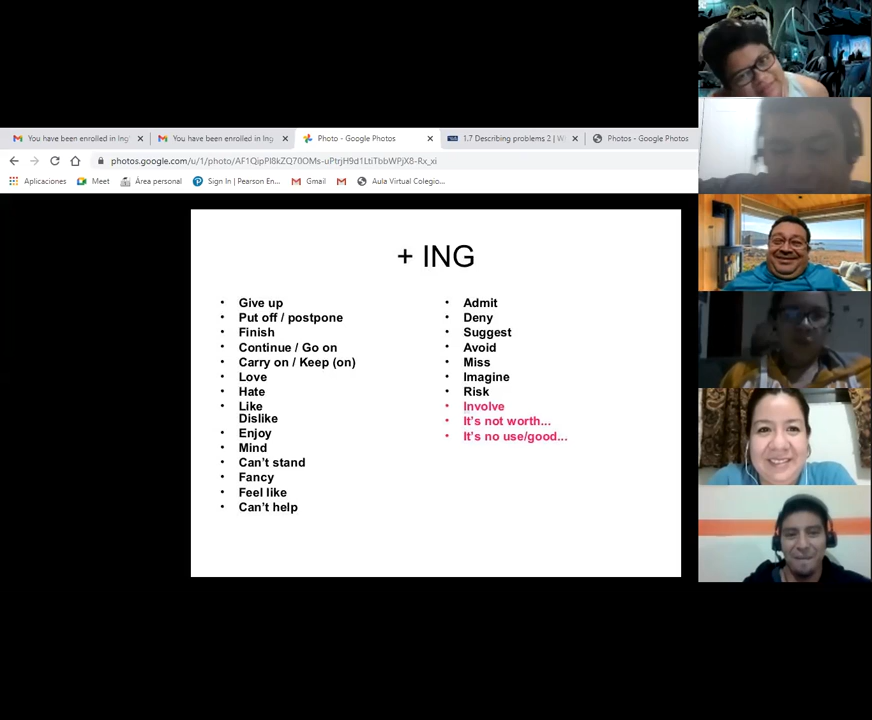 You have been enrolled in Ing
You have been enrolled in Ing
Photo - Google Photos
1.7 Describing problems 2 | W
Photos - Google Photos
photos.google.com/u/1/photo/AF1QipPI8kZQ70OMs-uPtrjH9d1LtiTbbWPjX8-Rx_xi
Aplicaciones
Meet
Área personal
Sign In | Pearson En...
Gmail
Aula Virtual Colegio...
+ ING
• Give up
• Put off / postpone
• Finish
• Continue / Go on
• Carry on / Keep (on)
• Love
• Hate
• Like
Dislike
• Enjoy
• Mind
• Can't stand
• Fancy
• Feel like
• Can't help
• Admit
• Deny
• Suggest
• Avoid
• Miss
• Imagine
• Risk
• Involve
• It's not worth...
• It's no use/good...